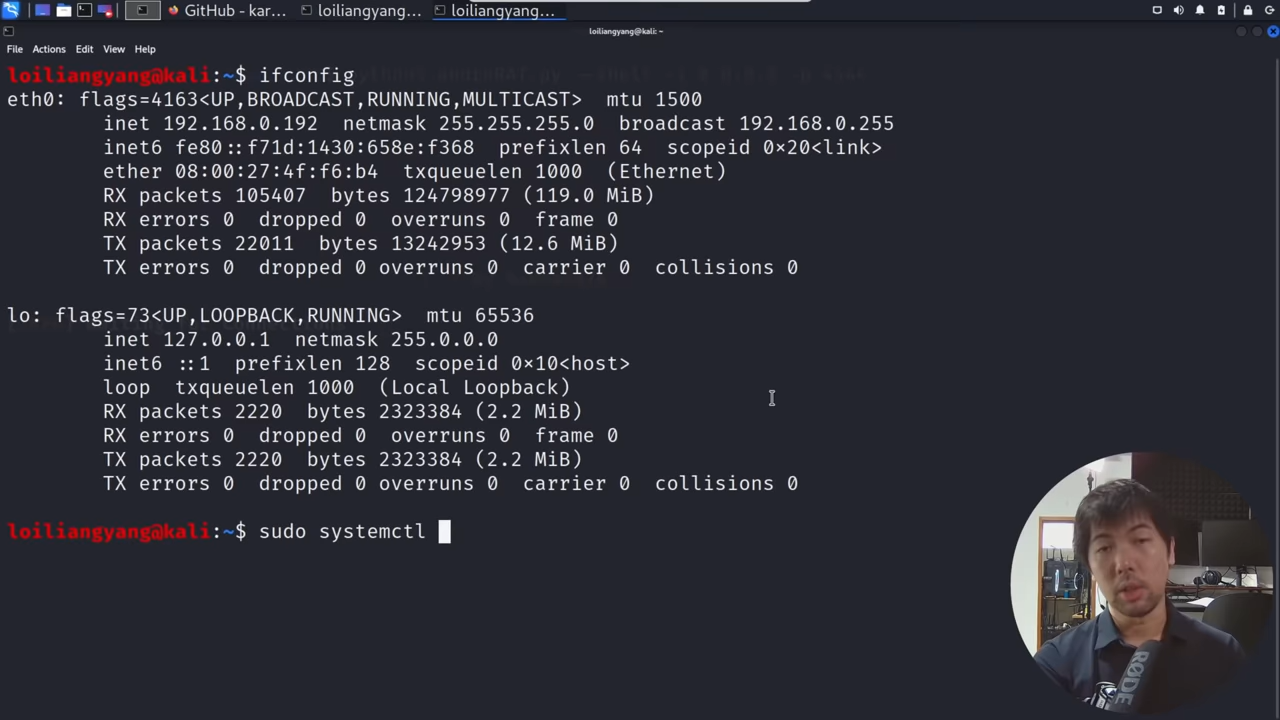 GitHub - kar...
loiliangyang@...
loiliangyang@...
loiliangyang@kali: ~
File Actions Edit View Help
loiliangyang@kali:~$ ifconfig
eth0: flags=4163<UP,BROADCAST,RUNNING,MULTICAST> mtu 1500
inet 192.168.0.192 netmask 255.255.255.0 broadcast 192.168.0.255
inet6 fe80::f71d:1430:658e:f368 prefixlen 64 scopeid 0×20<link>
ether 08:00:27:4f:f6:b4 txqueuelen 1000 (Ethernet)
RX packets 105407 bytes 124798977 (119.0 MiB)
RX errors 0 dropped 0 overruns 0 frame 0
TX packets 22011 bytes 13242953 (12.6 MiB)
TX errors 0 dropped 0 overruns 0 carrier 0 collisions 0
lo: flags=73<UP,LOOPBACK,RUNNING> mtu 65536
inet 127.0.0.1 netmask 255.0.0.0
inet6 ::1 prefixlen 128 scopeid 0×10<host>
loop txqueuelen 1000 (Local Loopback)
RX packets 2220 bytes 2323384 (2.2 MiB)
RX errors 0 dropped 0 overruns 0 frame 0
TX packets 2220 bytes 2323384 (2.2 MiB)
TX errors 0 dropped 0 overruns 0 carrier 0 collisions 0
loiliangyang@kali:~$ sudo systemctl
RØDE